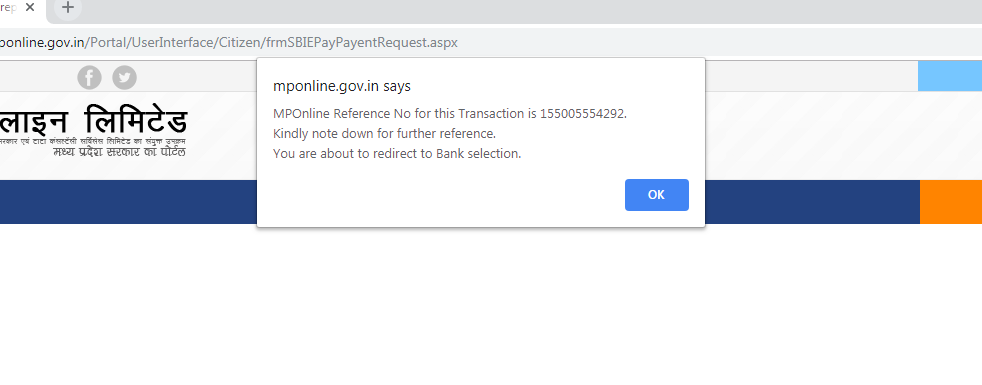 rep
ponline.gov.in/Portal/UserInterface/Citizen/frmSBIEPayPayentRequest.aspx
mponline.gov.in says
MPOnline Reference No for this Transaction is 155005554292.
Kindly note down for further reference.
You are about to redirect to Bank selection.
OK
लाइन लिमिटेड
सरकार एवं टाटा कंसल्टेंसी सर्विसेस लिमिटेड का संयुक्त उपक्रम
मध्य प्रदेश सरकार का पोर्टल